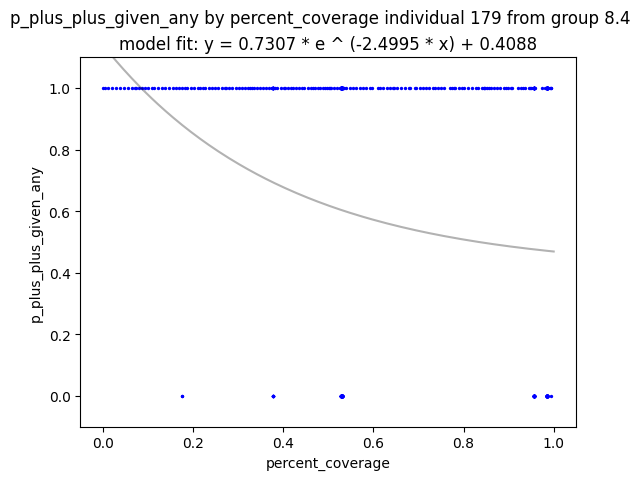 p_plus_plus_given_any by percent_coverage individual 179 from group 8.4
model fit: y = 0.7307 * e ^ (-2.4995 * x) + 0.4088
1.0
0.8
0.6
0.4
0.2
0.0
p_plus_plus_given_any
0.0 0.2 0.4 0.6 0.8 1.0
percent_coverage